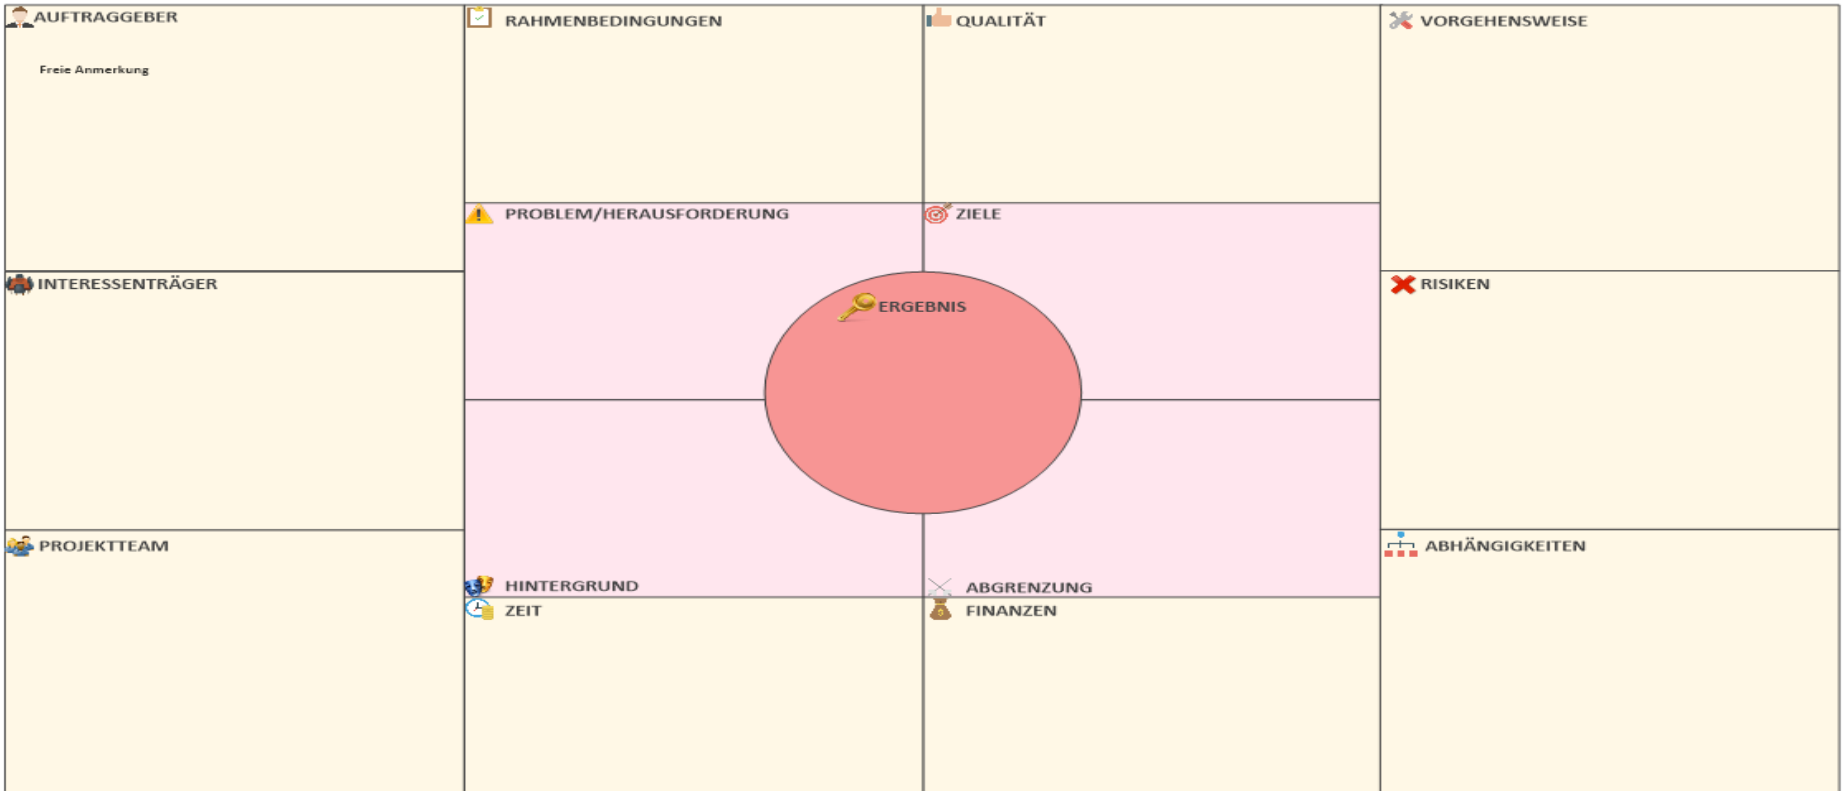 AUFTRAGGEBER
Freie Anmerkung
RAHMENBEDINGUNGEN
QUALITÄT
VORGEHENSWEISE
PROBLEM/HERAUSFORDERUNG
ZIELE
INTERESSENTRÄGER
ERGEBNIS
RISIKEN
PROJEKTTEAM
HINTERGRUND
ABGRENZUNG
ABHÄNGIGKEITEN
ZEIT
FINANZEN